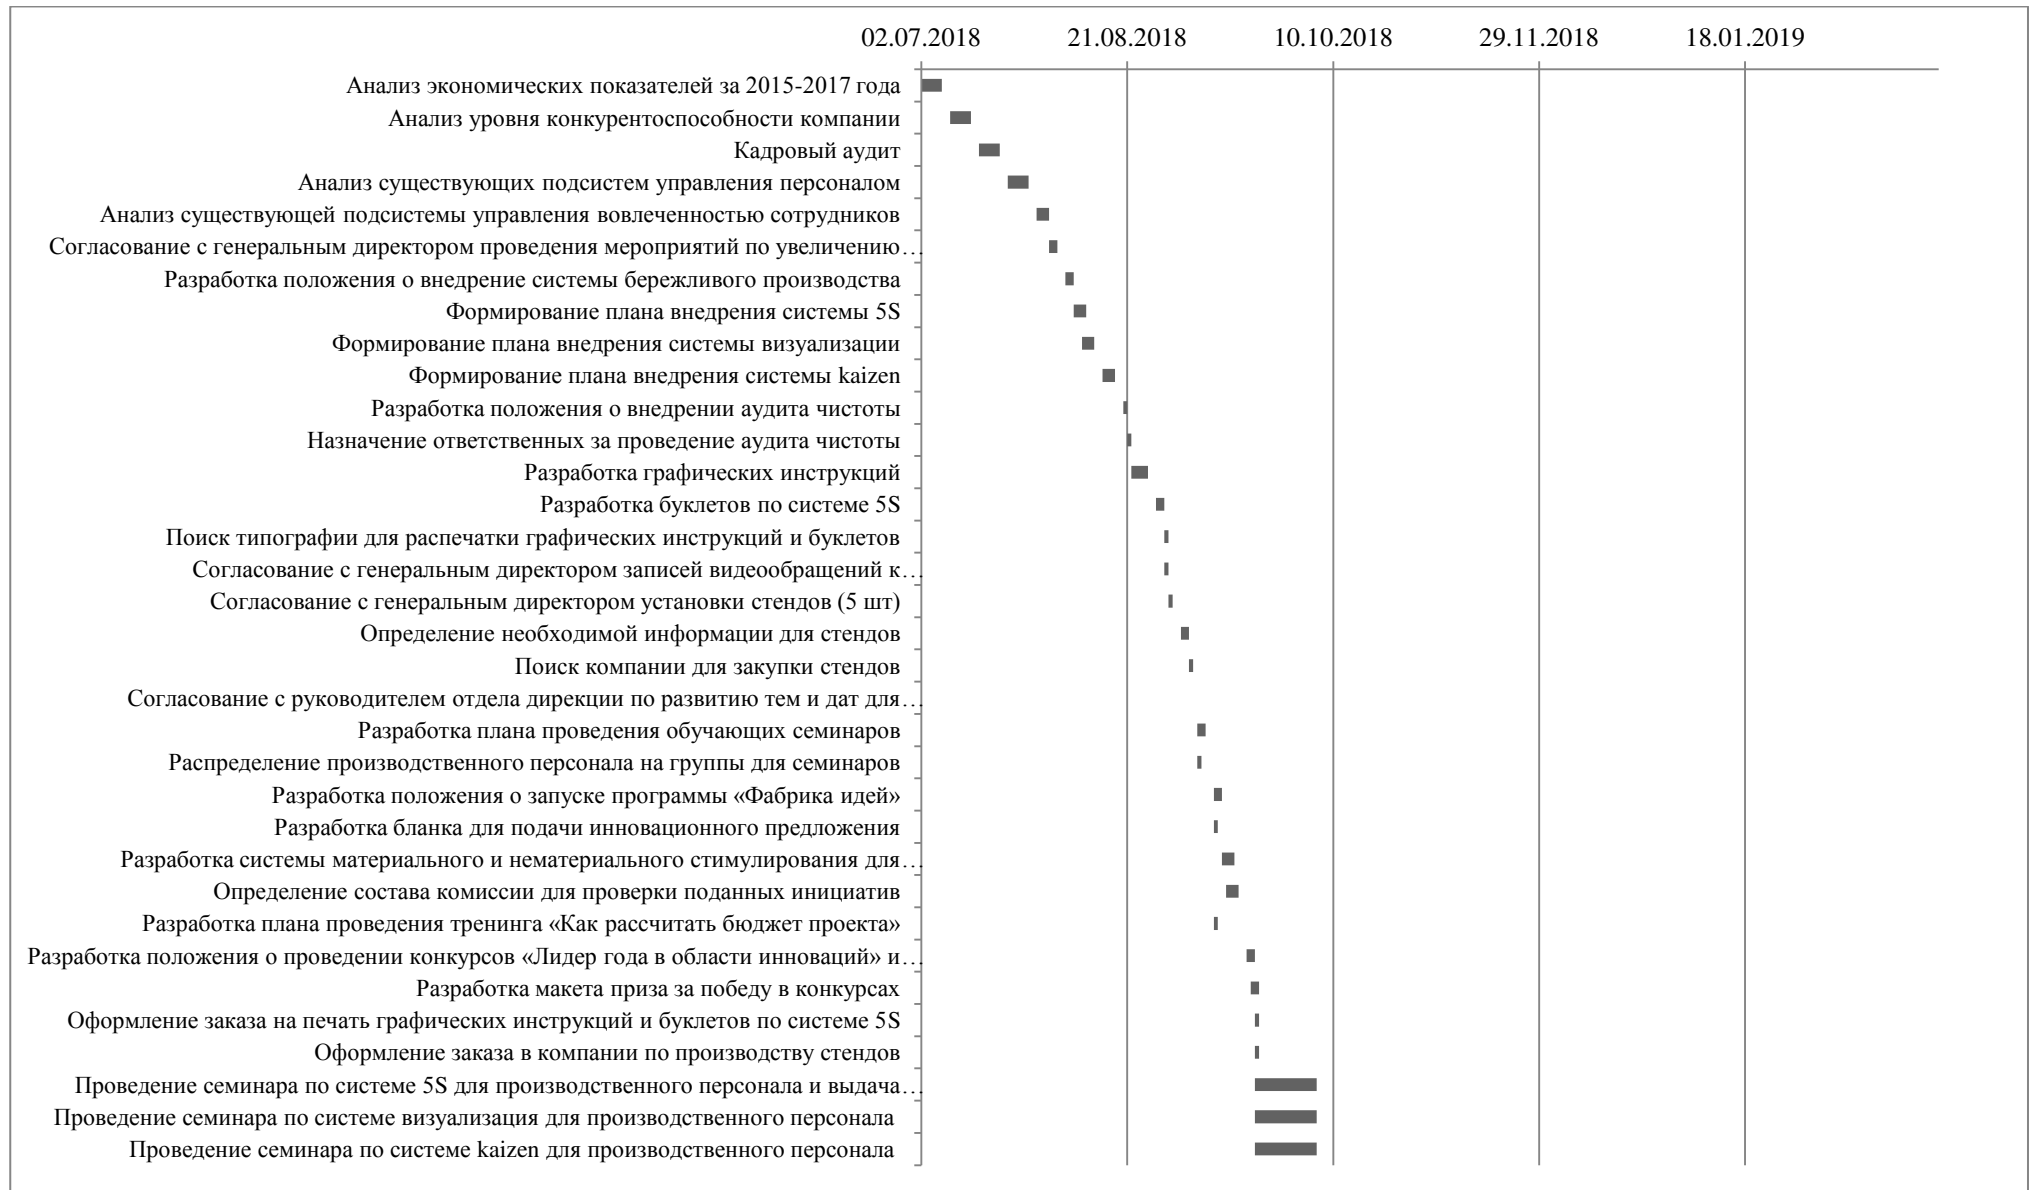 02.07.2018 21.08.2018 10.10.2018 29.11.2018 18.01.2019
Анализ экономических показателей за 2015-2017 года
Анализ уровня конкурентоспособности компании
Кадровый аудит
Анализ существующих подсистем управления персоналом
Анализ существующей подсистемы управления вовлеченностью сотрудников
Согласование с генеральным директором проведения мероприятий по увеличению…
Разработка положения о внедрение системы бережливого производства
Формирование плана внедрения системы 5S
Формирование плана внедрения системы визуализации
Формирование плана внедрения системы kaizen
Разработка положения о внедрении аудита чистоты
Назначение ответственных за проведение аудита чистоты
Разработка графических инструкций
Разработка буклетов по системе 5S
Поиск типографии для распечатки графических инструкций и буклетов
Согласование с генеральным директором записей видеообращений к…
Согласование с генеральным директором установки стендов (5 шт)
Определение необходимой информации для стендов
Поиск компании для закупки стендов
Согласование с руководителем отдела дирекции по развитию тем и дат для…
Разработка плана проведения обучающих семинаров
Распределение производственного персонала на группы для семинаров
Разработка положения о запуске программы «Фабрика идей»
Разработка бланка для подачи инновационного предложения
Разработка системы материального и нематериального стимулирования для…
Определение состава комиссии для проверки поданных инициатив
Разработка плана проведения тренинга «Как рассчитать бюджет проекта»
Разработка положения о проведении конкурсов «Лидер года в области инноваций» и…
Разработка макета приза за победу в конкурсах
Оформление заказа на печать графических инструкций и буклетов по системе 5S
Оформление заказа в компании по производству стендов
Проведение семинара по системе 5S для производственного персонала и выдача…
Проведение семинара по системе визуализация для производственного персонала
Проведение семинара по системе kaizen для производственного персонала